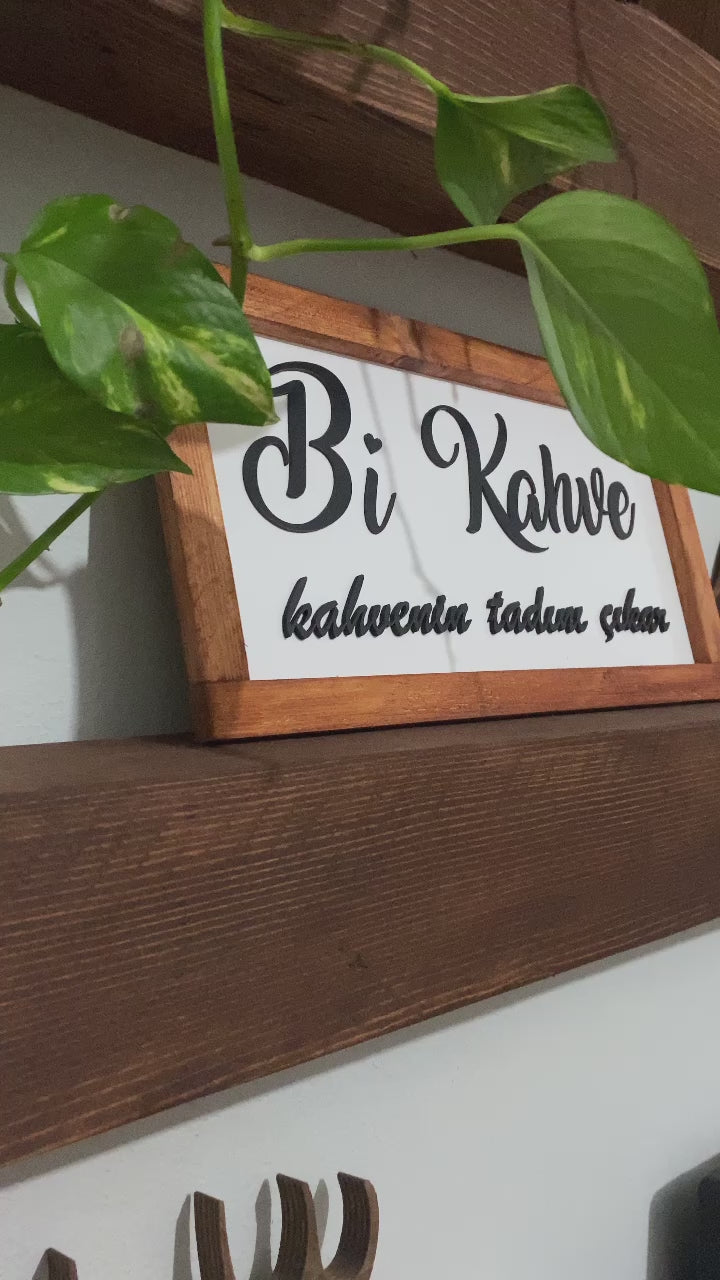 Bi Kahve
kahvenin tadını çıkar